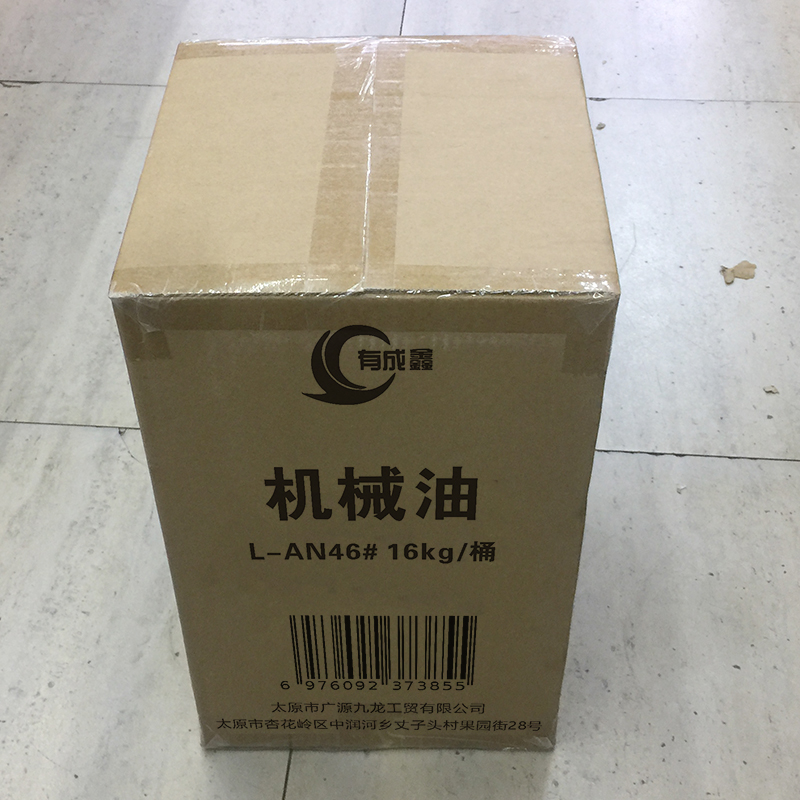 有成鑫
机械油
L-AN46# 16kg/桶
6 976092 373855
太原市广源九龙工贸有限公司
太原市杏花岭区中润河乡丈子头村果园街28号